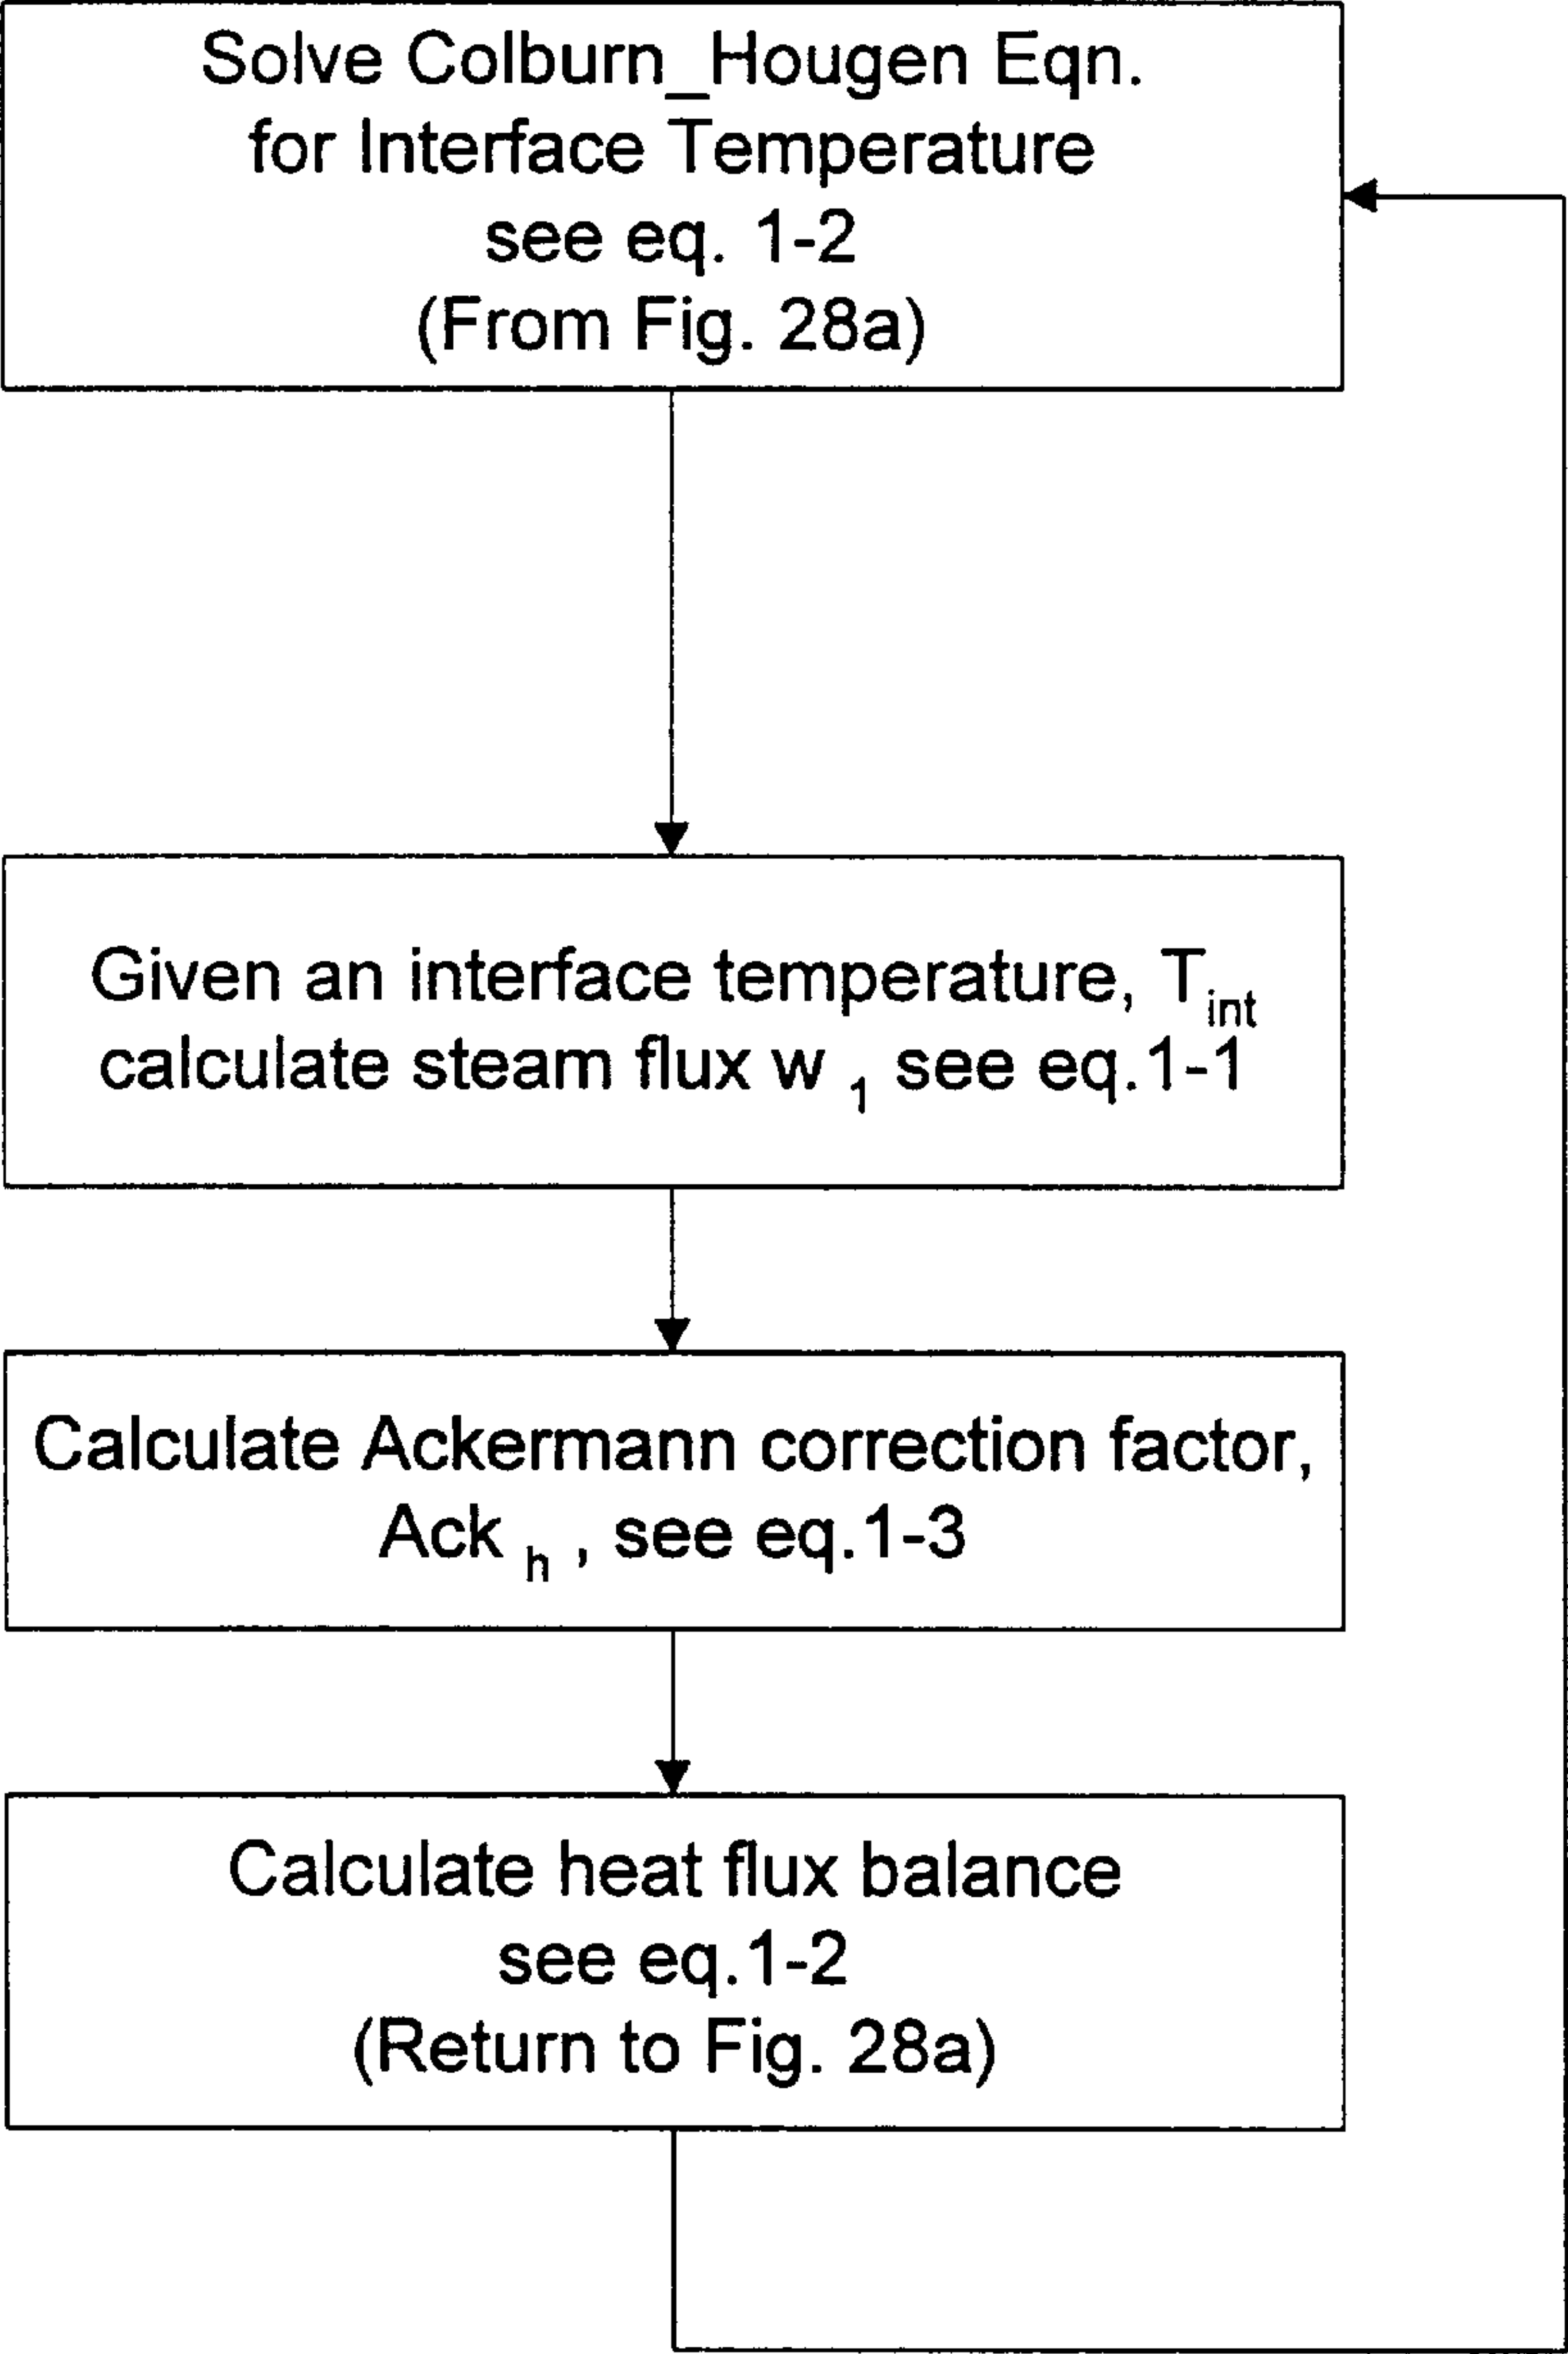 Solve Colburn_Hougen Eqn.
for Interface Temperature
see eq. 1-2
(From Fig. 28a)
Given an interface temperature, T int
calculate steam flux w 1 see eq.1-1
Calculate Ackermann correction factor,
Ack h , see eq.1-3
Calculate heat flux balance
see eq.1-2
(Return to Fig. 28a)